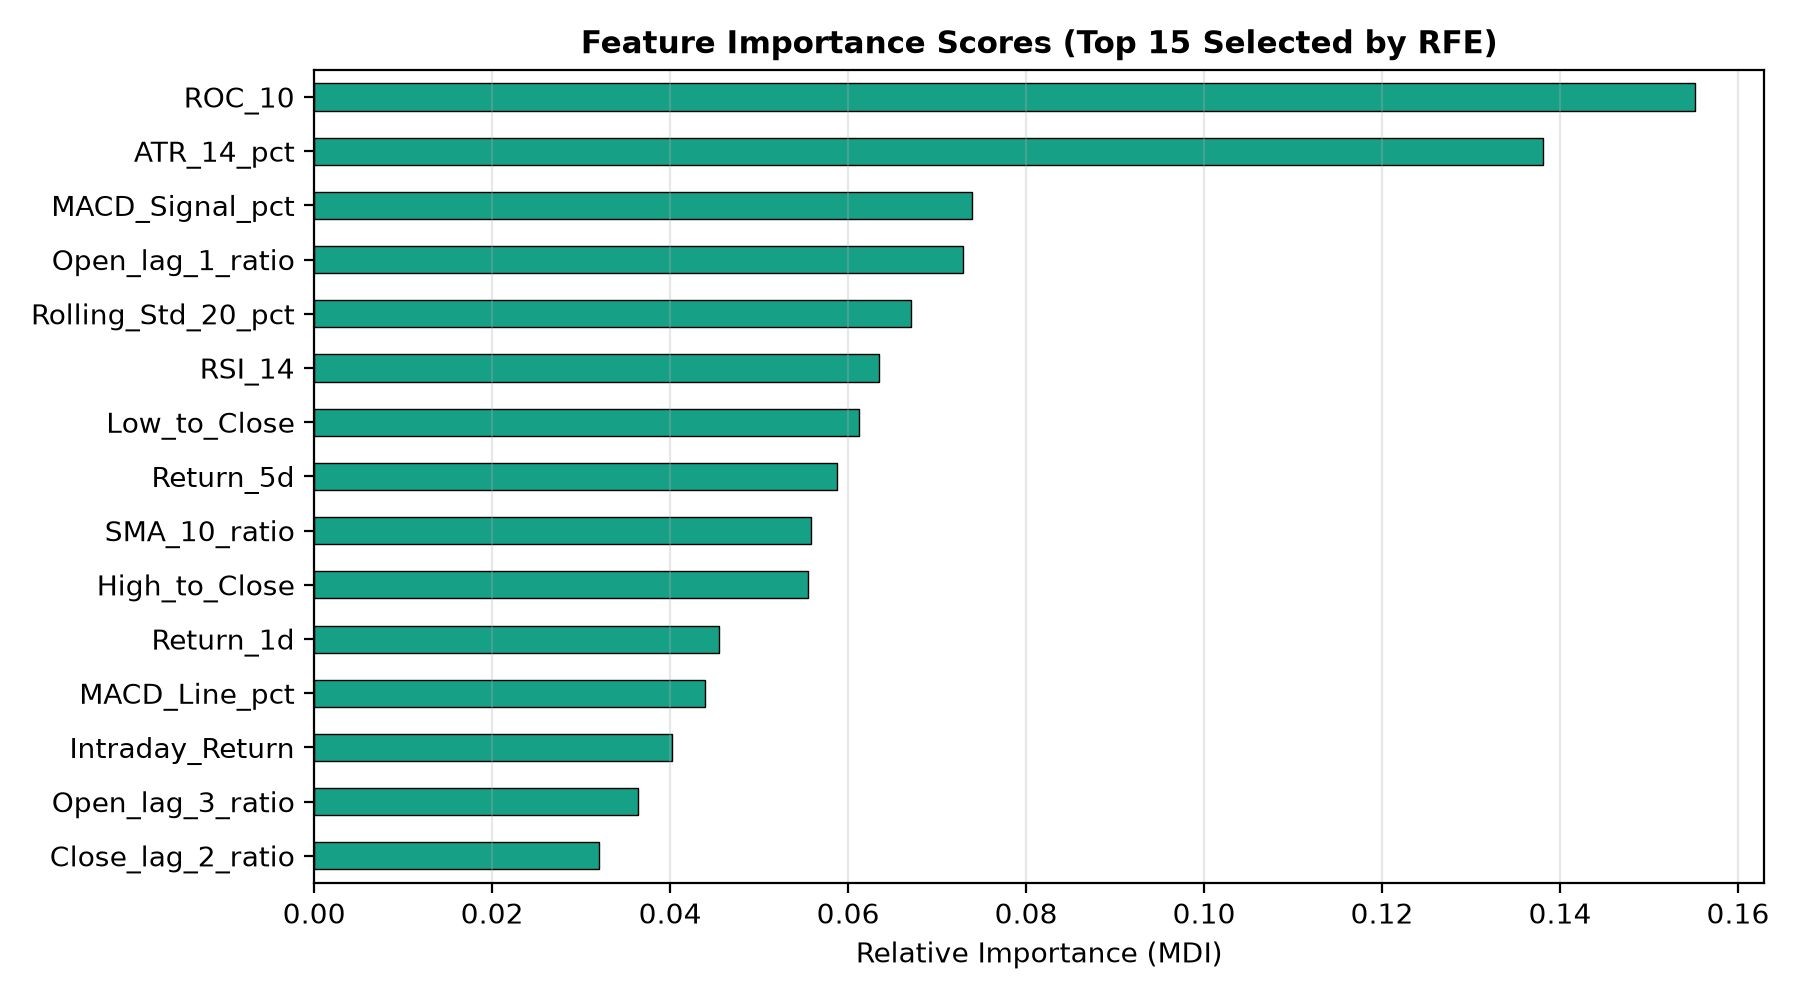 Feature Importance Scores (Top 15 Selected by RFE)
ROC_10
ATR_14_pct
MACD_Signal_pct
Open_lag_1_ratio
Rolling_Std_20_pct
RSI_14
Low_to_Close
Return_5d
SMA_10_ratio
High_to_Close
Return_1d
MACD_Line_pct
Intraday_Return
Open_lag_3_ratio
Close_lag_2_ratio
0.00 0.02 0.04 0.06 0.08 0.10 0.12 0.14 0.16
Relative Importance (MDI)